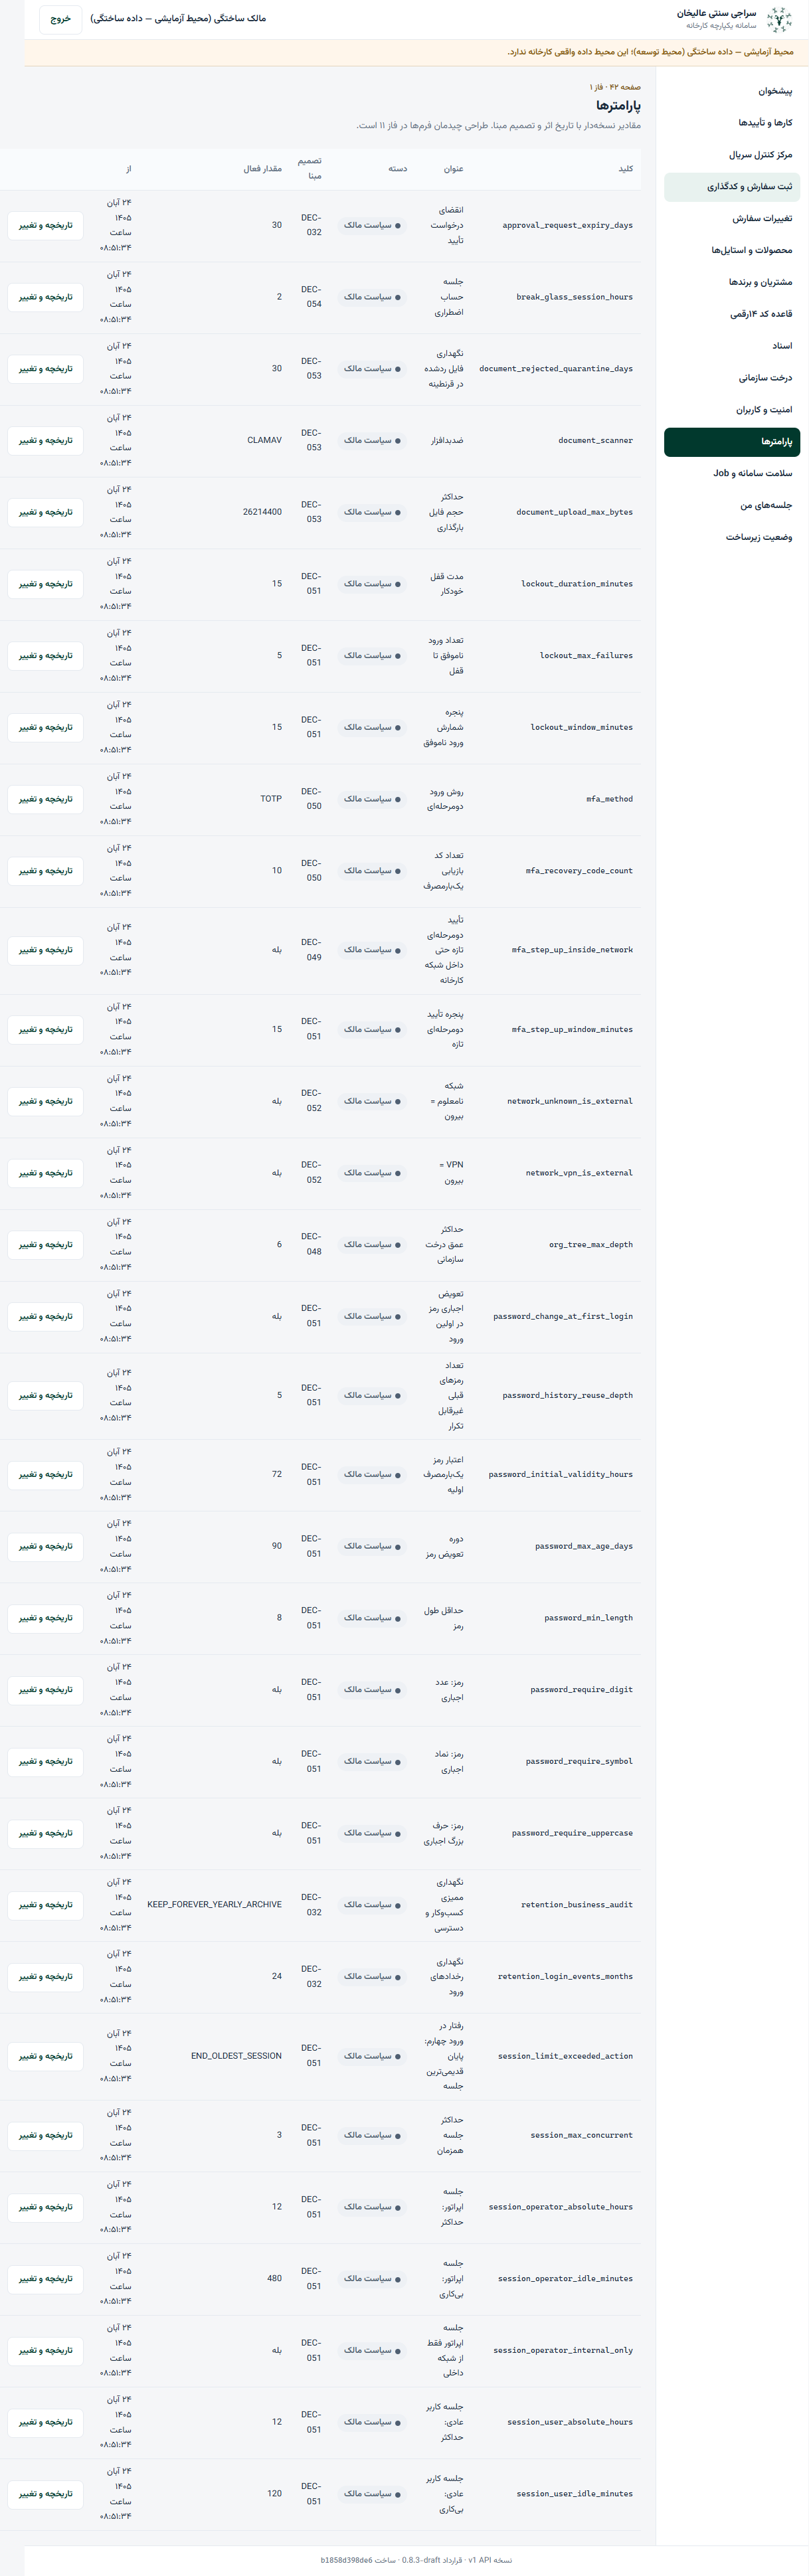 سراجی سنتی عالیخان
سامانه یکپارچه کارخانه
مالک ساختگی (محیط آزمایشی — داده ساختگی)
خروج
محیط آزمایشی — داده ساختگی (محیط توسعه)؛ این محیط داده واقعی کارخانه ندارد.
پیشخوان
کارها و تأییدها
مرکز کنترل سریال
ثبت سفارش و کدگذاری
تغییرات سفارش
محصولات و استایل‌ها
مشتریان و برندها
قاعده کد ۱۴رقمی
اسناد
درخت سازمانی
امنیت و کاربران
پارامترها
سلامت سامانه و Job
جلسه‌های من
وضعیت زیرساخت
صفحه ۴۲ · فاز ۱
پارامترها
مقادیر نسخه‌دار با تاریخ اثر و تصمیم مبنا. طراحی چیدمان فرم‌ها در فاز ۱۱ است.
کلید عنوان دسته تصمیم مبنا مقدار فعال از
approval_request_expiry_days انقضای درخواست تأیید سیاست مالک DEC-032 30 ۲۴ آبان ۱۴۰۵ ساعت ۰۸:۵۱:۳۴ تاریخچه و تغییر
break_glass_session_hours جلسه حساب اضطراری سیاست مالک DEC-054 2 ۲۴ آبان ۱۴۰۵ ساعت ۰۸:۵۱:۳۴ تاریخچه و تغییر
document_rejected_quarantine_days نگهداری فایل ردشده در قرنطینه سیاست مالک DEC-053 30 ۲۴ آبان ۱۴۰۵ ساعت ۰۸:۵۱:۳۴ تاریخچه و تغییر
document_scanner ضدبدافزار سیاست مالک DEC-053 CLAMAV ۲۴ آبان ۱۴۰۵ ساعت ۰۸:۵۱:۳۴ تاریخچه و تغییر
document_upload_max_bytes حداکثر حجم فایل بارگذاری سیاست مالک DEC-053 26214400 ۲۴ آبان ۱۴۰۵ ساعت ۰۸:۵۱:۳۴ تاریخچه و تغییر
lockout_duration_minutes مدت قفل خودکار سیاست مالک DEC-051 15 ۲۴ آبان ۱۴۰۵ ساعت ۰۸:۵۱:۳۴ تاریخچه و تغییر
lockout_max_failures تعداد ورود ناموفق تا قفل سیاست مالک DEC-051 5 ۲۴ آبان ۱۴۰۵ ساعت ۰۸:۵۱:۳۴ تاریخچه و تغییر
lockout_window_minutes پنجره شمارش ورود ناموفق سیاست مالک DEC-051 15 ۲۴ آبان ۱۴۰۵ ساعت ۰۸:۵۱:۳۴ تاریخچه و تغییر
mfa_method روش ورود دومرحله‌ای سیاست مالک DEC-050 TOTP ۲۴ آبان ۱۴۰۵ ساعت ۰۸:۵۱:۳۴ تاریخچه و تغییر
mfa_recovery_code_count تعداد کد بازیابی یک‌بارمصرف سیاست مالک DEC-050 10 ۲۴ آبان ۱۴۰۵ ساعت ۰۸:۵۱:۳۴ تاریخچه و تغییر
mfa_step_up_inside_network تأیید دومرحله‌ای تازه حتی داخل شبکه کارخانه سیاست مالک DEC-049 بله ۲۴ آبان ۱۴۰۵ ساعت ۰۸:۵۱:۳۴ تاریخچه و تغییر
mfa_step_up_window_minutes پنجره تأیید دومرحله‌ای تازه سیاست مالک DEC-051 15 ۲۴ آبان ۱۴۰۵ ساعت ۰۸:۵۱:۳۴ تاریخچه و تغییر
network_unknown_is_external شبکه نامعلوم = بیرون سیاست مالک DEC-052 بله ۲۴ آبان ۱۴۰۵ ساعت ۰۸:۵۱:۳۴ تاریخچه و تغییر
network_vpn_is_external VPN = بیرون سیاست مالک DEC-052 بله ۲۴ آبان ۱۴۰۵ ساعت ۰۸:۵۱:۳۴ تاریخچه و تغییر
org_tree_max_depth حداکثر عمق درخت سازمانی سیاست مالک DEC-048 6 ۲۴ آبان ۱۴۰۵ ساعت ۰۸:۵۱:۳۴ تاریخچه و تغییر
password_change_at_first_login تعویض اجباری رمز در اولین ورود سیاست مالک DEC-051 بله ۲۴ آبان ۱۴۰۵ ساعت ۰۸:۵۱:۳۴ تاریخچه و تغییر
password_history_reuse_depth تعداد رمزهای قبلی غیرقابل تکرار سیاست مالک DEC-051 5 ۲۴ آبان ۱۴۰۵ ساعت ۰۸:۵۱:۳۴ تاریخچه و تغییر
password_initial_validity_hours اعتبار رمز یک‌بارمصرف اولیه سیاست مالک DEC-051 72 ۲۴ آبان ۱۴۰۵ ساعت ۰۸:۵۱:۳۴ تاریخچه و تغییر
password_max_age_days دوره تعویض رمز سیاست مالک DEC-051 90 ۲۴ آبان ۱۴۰۵ ساعت ۰۸:۵۱:۳۴ تاریخچه و تغییر
password_min_length حداقل طول رمز سیاست مالک DEC-051 8 ۲۴ آبان ۱۴۰۵ ساعت ۰۸:۵۱:۳۴ تاریخچه و تغییر
password_require_digit رمز: عدد اجباری سیاست مالک DEC-051 بله ۲۴ آبان ۱۴۰۵ ساعت ۰۸:۵۱:۳۴ تاریخچه و تغییر
password_require_symbol رمز: نماد اجباری سیاست مالک DEC-051 بله ۲۴ آبان ۱۴۰۵ ساعت ۰۸:۵۱:۳۴ تاریخچه و تغییر
password_require_uppercase رمز: حرف بزرگ اجباری سیاست مالک DEC-051 بله ۲۴ آبان ۱۴۰۵ ساعت ۰۸:۵۱:۳۴ تاریخچه و تغییر
retention_business_audit نگهداری ممیزی کسب‌وکار و دسترسی سیاست مالک DEC-032 KEEP_FOREVER_YEARLY_ARCHIVE ۲۴ آبان ۱۴۰۵ ساعت ۰۸:۵۱:۳۴ تاریخچه و تغییر
retention_login_events_months نگهداری رخدادهای ورود سیاست مالک DEC-032 24 ۲۴ آبان ۱۴۰۵ ساعت ۰۸:۵۱:۳۴ تاریخچه و تغییر
session_limit_exceeded_action رفتار در ورود چهارم: پایان قدیمی‌ترین جلسه سیاست مالک DEC-051 END_OLDEST_SESSION ۲۴ آبان ۱۴۰۵ ساعت ۰۸:۵۱:۳۴ تاریخچه و تغییر
session_max_concurrent حداکثر جلسه همزمان سیاست مالک DEC-051 3 ۲۴ آبان ۱۴۰۵ ساعت ۰۸:۵۱:۳۴ تاریخچه و تغییر
session_operator_absolute_hours جلسه اپراتور: حداکثر سیاست مالک DEC-051 12 ۲۴ آبان ۱۴۰۵ ساعت ۰۸:۵۱:۳۴ تاریخچه و تغییر
session_operator_idle_minutes جلسه اپراتور: بی‌کاری سیاست مالک DEC-051 480 ۲۴ آبان ۱۴۰۵ ساعت ۰۸:۵۱:۳۴ تاریخچه و تغییر
session_operator_internal_only جلسه اپراتور فقط از شبکه داخلی سیاست مالک DEC-051 بله ۲۴ آبان ۱۴۰۵ ساعت ۰۸:۵۱:۳۴ تاریخچه و تغییر
session_user_absolute_hours جلسه کاربر عادی: حداکثر سیاست مالک DEC-051 12 ۲۴ آبان ۱۴۰۵ ساعت ۰۸:۵۱:۳۴ تاریخچه و تغییر
session_user_idle_minutes جلسه کاربر عادی: بی‌کاری سیاست مالک DEC-051 120 ۲۴ آبان ۱۴۰۵ ساعت ۰۸:۵۱:۳۴ تاریخچه و تغییر
نسخه v1 API · قرارداد 0.8.3-draft · ساخت b1858d398de6